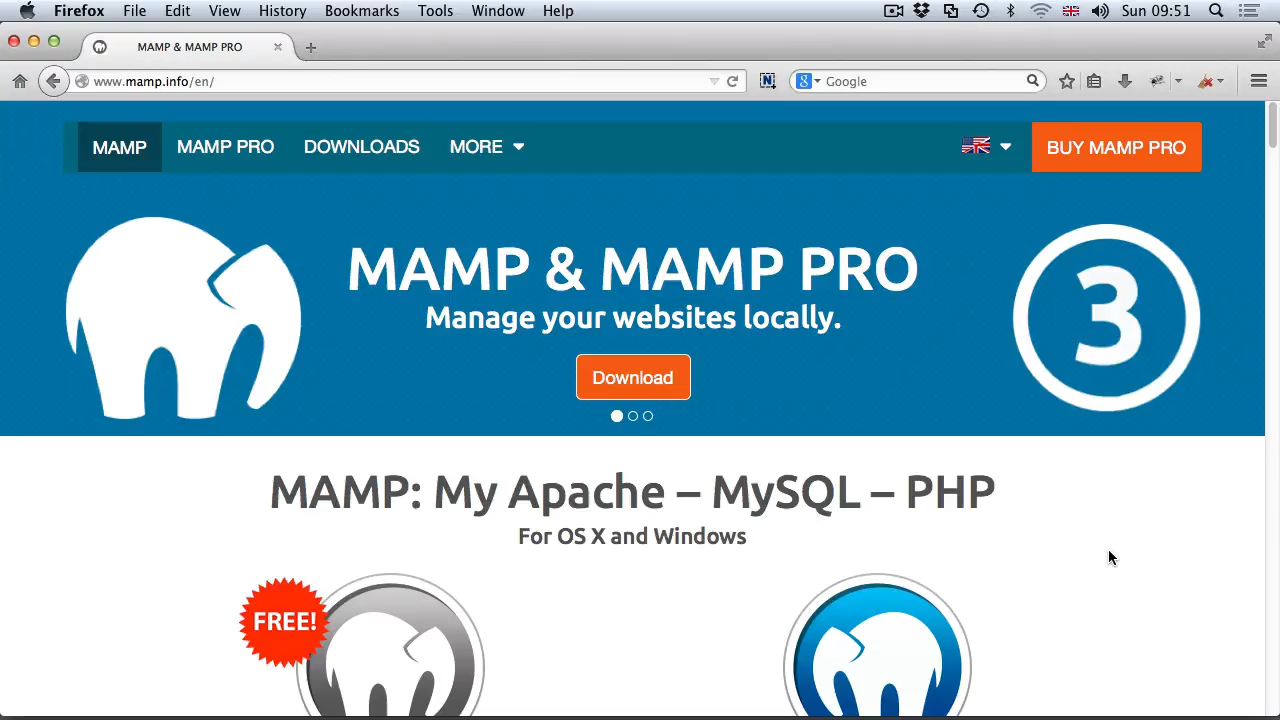 Firefox File Edit View History Bookmarks Tools Window Help Sun 09:51
MAMP & MAMP PRO
www.mamp.info/en/
Google
MAMP MAMP PRO DOWNLOADS MORE BUY MAMP PRO
MAMP & MAMP PRO
Manage your websites locally.
3
Download
MAMP: My Apache – MySQL – PHP
For OS X and Windows
FREE!